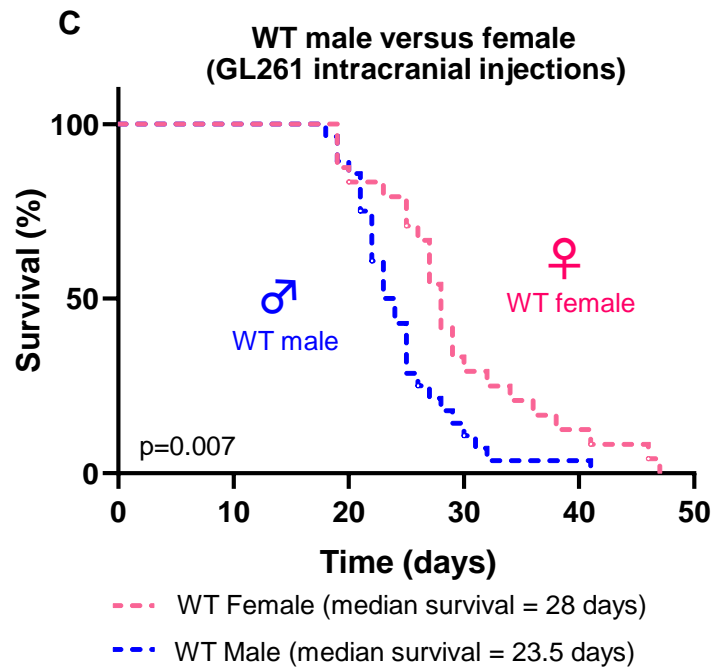 C
WT male versus female
(GL261 intracranial injections)
100
50
0
Survival (%)
♂
WT male
♀
WT female
p=0.007
0 10 20 30 40 50
Time (days)
WT Female (median survival = 28 days)
WT Male (median survival = 23.5 days)